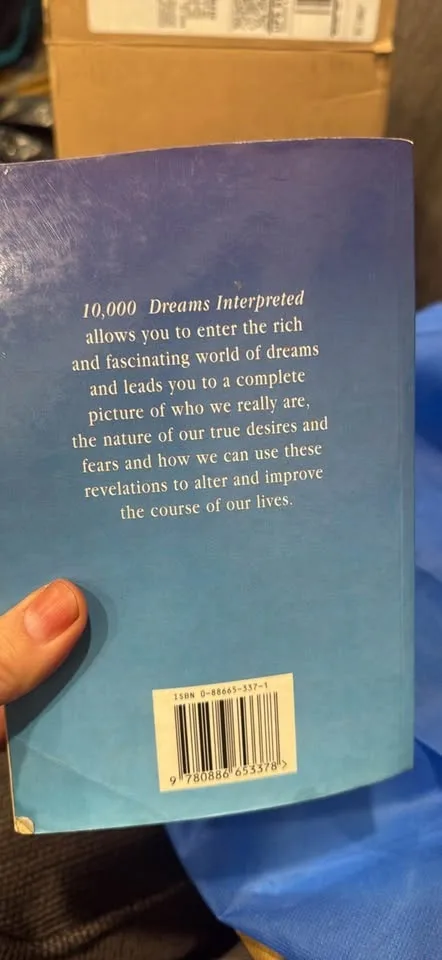 10,000 Dreams Interpreted
allows you to enter the rich
and fascinating world of dreams
and leads you to a complete
picture of who we really are,
the nature of our true desires and
fears and how we can use these
revelations to alter and improve
the course of our lives.
ISBN 0-88665-337-1
9 780886 653378 >